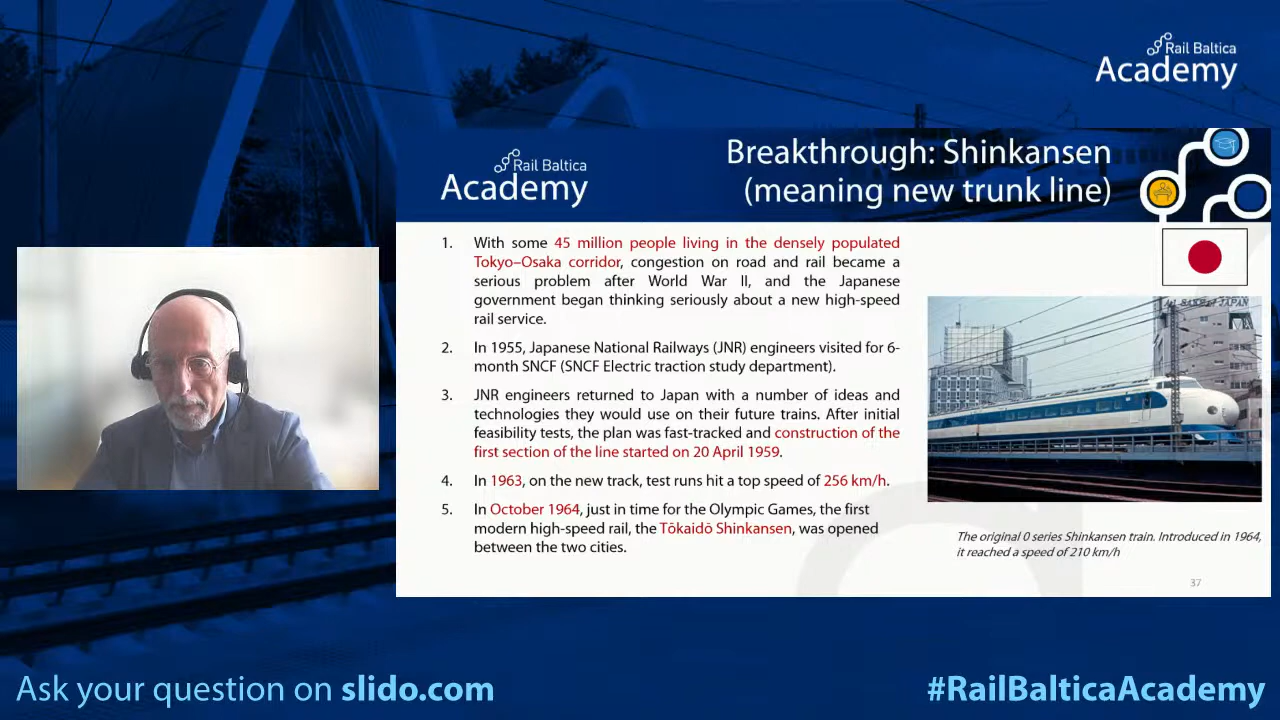 Rail Baltica
Academy
Rail Baltica
Academy
Breakthrough: Shinkansen
(meaning new trunk line)
1. With some 45 million people living in the densely populated
Tokyo–Osaka corridor, congestion on road and rail became a
serious problem after World War II, and the Japanese
government began thinking seriously about a new high-speed
rail service.
2. In 1955, Japanese National Railways (JNR) engineers visited for 6-
month SNCF (SNCF Electric traction study department).
3. JNR engineers returned to Japan with a number of ideas and
technologies they would use on their future trains. After initial
feasibility tests, the plan was fast-tracked and construction of the
first section of the line started on 20 April 1959.
4. In 1963, on the new track, test runs hit a top speed of 256 km/h.
5. In October 1964, just in time for the Olympic Games, the first
modern high-speed rail, the Tōkaidō Shinkansen, was opened
between the two cities.
The original 0 series Shinkansen train. Introduced in 1964,
it reached a speed of 210 km/h
37
Ask your question on slido.com
#RailBalticaAcademy